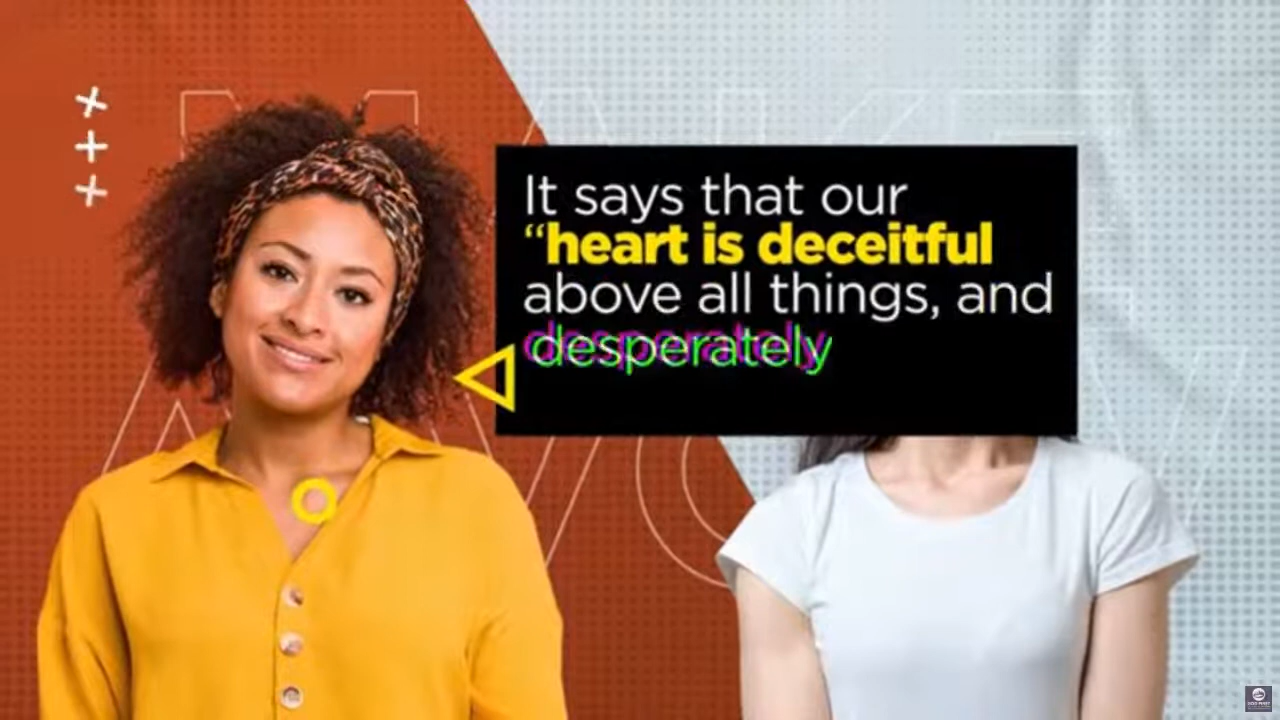 It says that our
“heart is deceitful
above all things, and
desperately